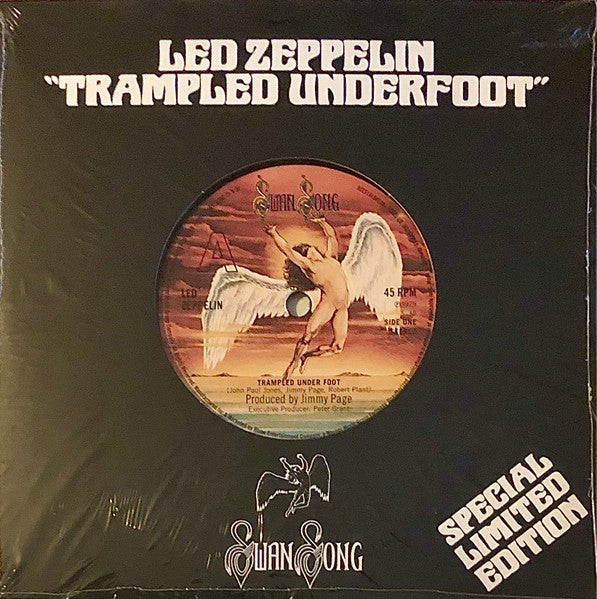 LED ZEPPELIN
"TRAMPLED UNDERFOOT"
SWAN SONG
A
LED
ZEPPELIN
45 RPM
SIDE ONE
TRAMPLED UNDER FOOT
(John Paul Jones, Jimmy Page, Robert Plant)
Produced by Jimmy Page
Executive Producer: Peter Grant
SWAN SONG
SPECIAL
LIMITED
EDITION